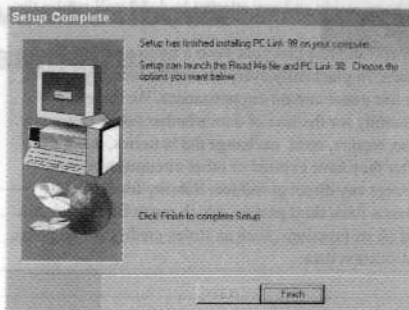 Setup Complete
Setup has finished installing PC Link 98 on your computer.
Setup can launch the Read Me file and PC Link 98. Choose the
options you want below.
Click Finish to complete Setup.
Finish